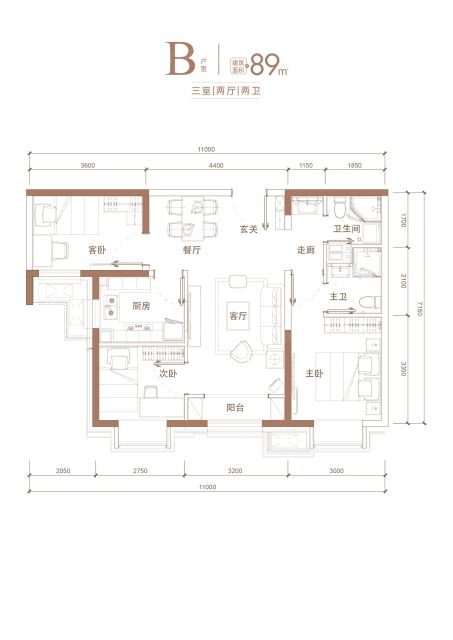 B 户型 建筑面积 89m²
三室|两厅|两卫
11000
3600 4400 1150 1850
客卧 餐厅 玄关 走廊 卫生间
1700
厨房 客厅 主卫
2100
7150
次卧 阳台 主卧
3350
2050 2750 3200 3000
11000